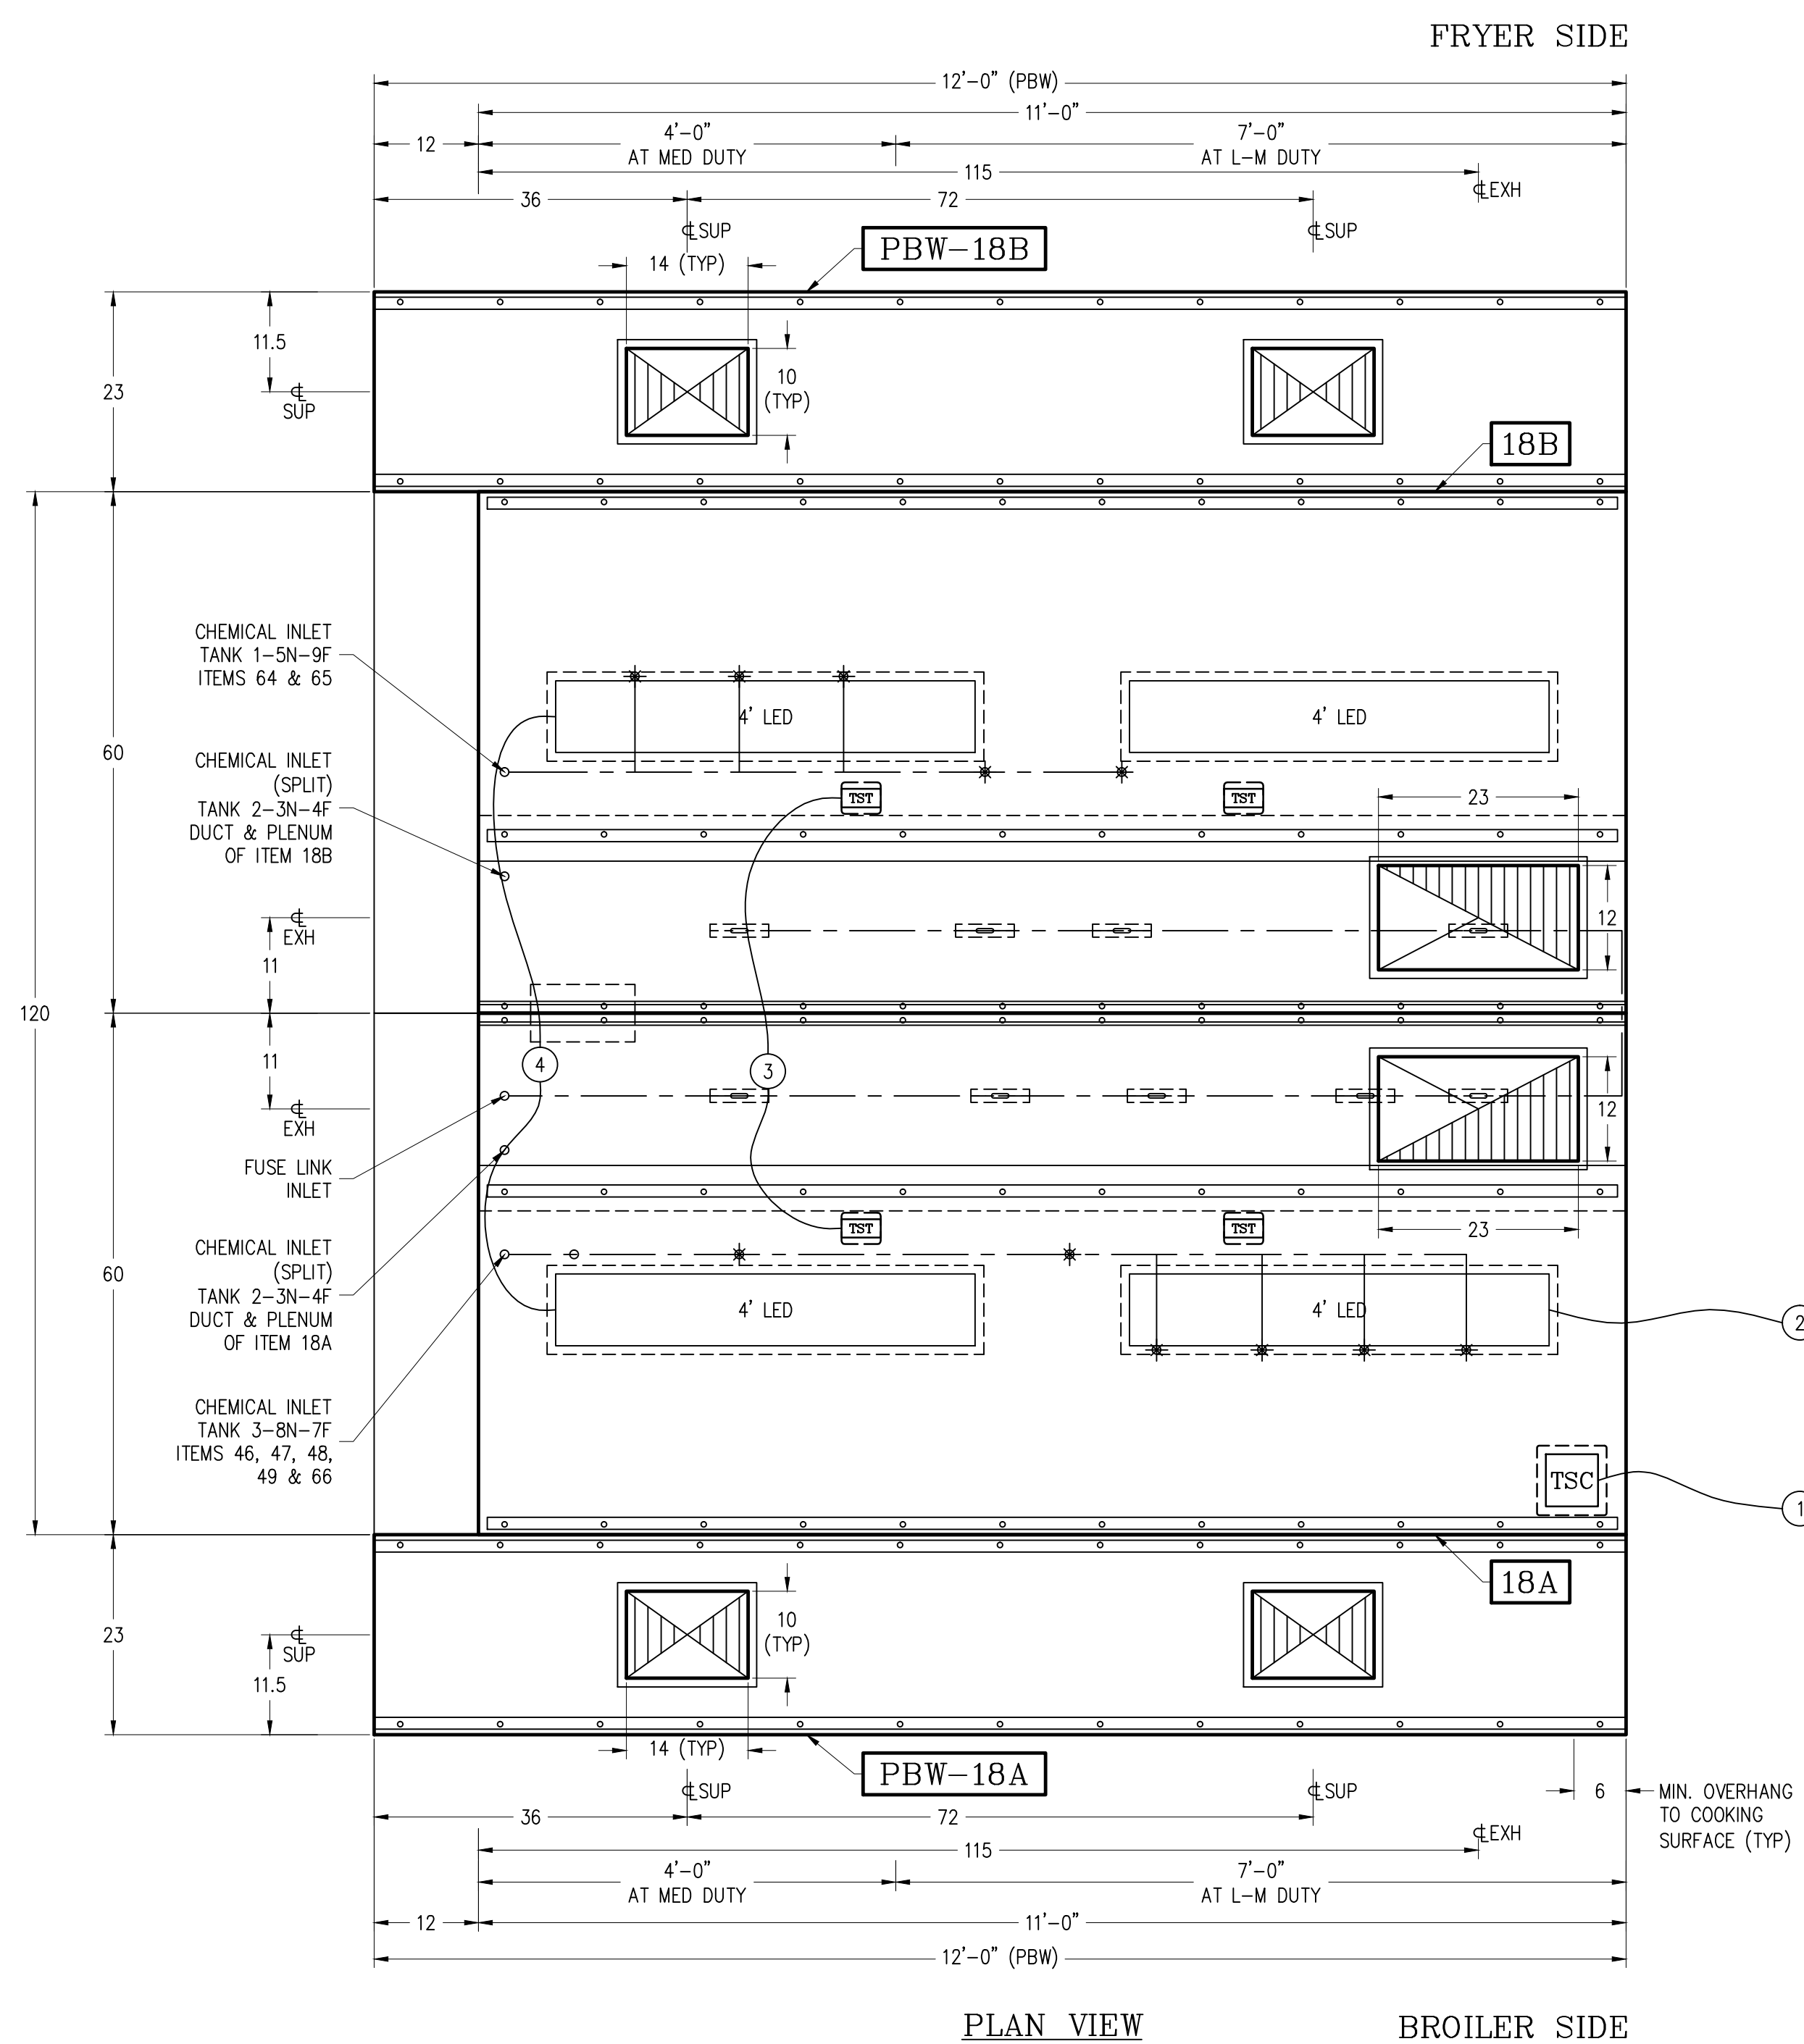 FRYER SIDE
12'-0" (PBW)
11'-0"
12
4'-0"
AT MED DUTY
7'-0"
AT L-M DUTY
115
℄ EXH
36
72
℄ SUP
℄ SUP
PBW-18B
14 (TYP)
11.5
℄
SUP
23
10
(TYP)
18B
CHEMICAL INLET
TANK 1-5N-9F
ITEMS 64 & 65
4' LED
4' LED
60
CHEMICAL INLET
(SPLIT)
TANK 2-3N-4F
DUCT & PLENUM
OF ITEM 18B
TST
TST
23
12
℄
EXH
11
120
11
℄
EXH
4
3
12
FUSE LINK
INLET
TST
TST
23
CHEMICAL INLET
(SPLIT)
TANK 2-3N-4F
DUCT & PLENUM
OF ITEM 18A
60
4' LED
4' LED
2
CHEMICAL INLET
TANK 3-8N-7F
ITEMS 46, 47, 48,
49 & 66
TSC
1
18A
10
(TYP)
23
℄
SUP
11.5
14 (TYP)
PBW-18A
℄ SUP
℄ SUP
6
MIN. OVERHANG
TO COOKING
SURFACE (TYP)
36
72
℄ EXH
115
4'-0"
AT MED DUTY
7'-0"
AT L-M DUTY
12
11'-0"
12'-0" (PBW)
PLAN VIEW
BROILER SIDE